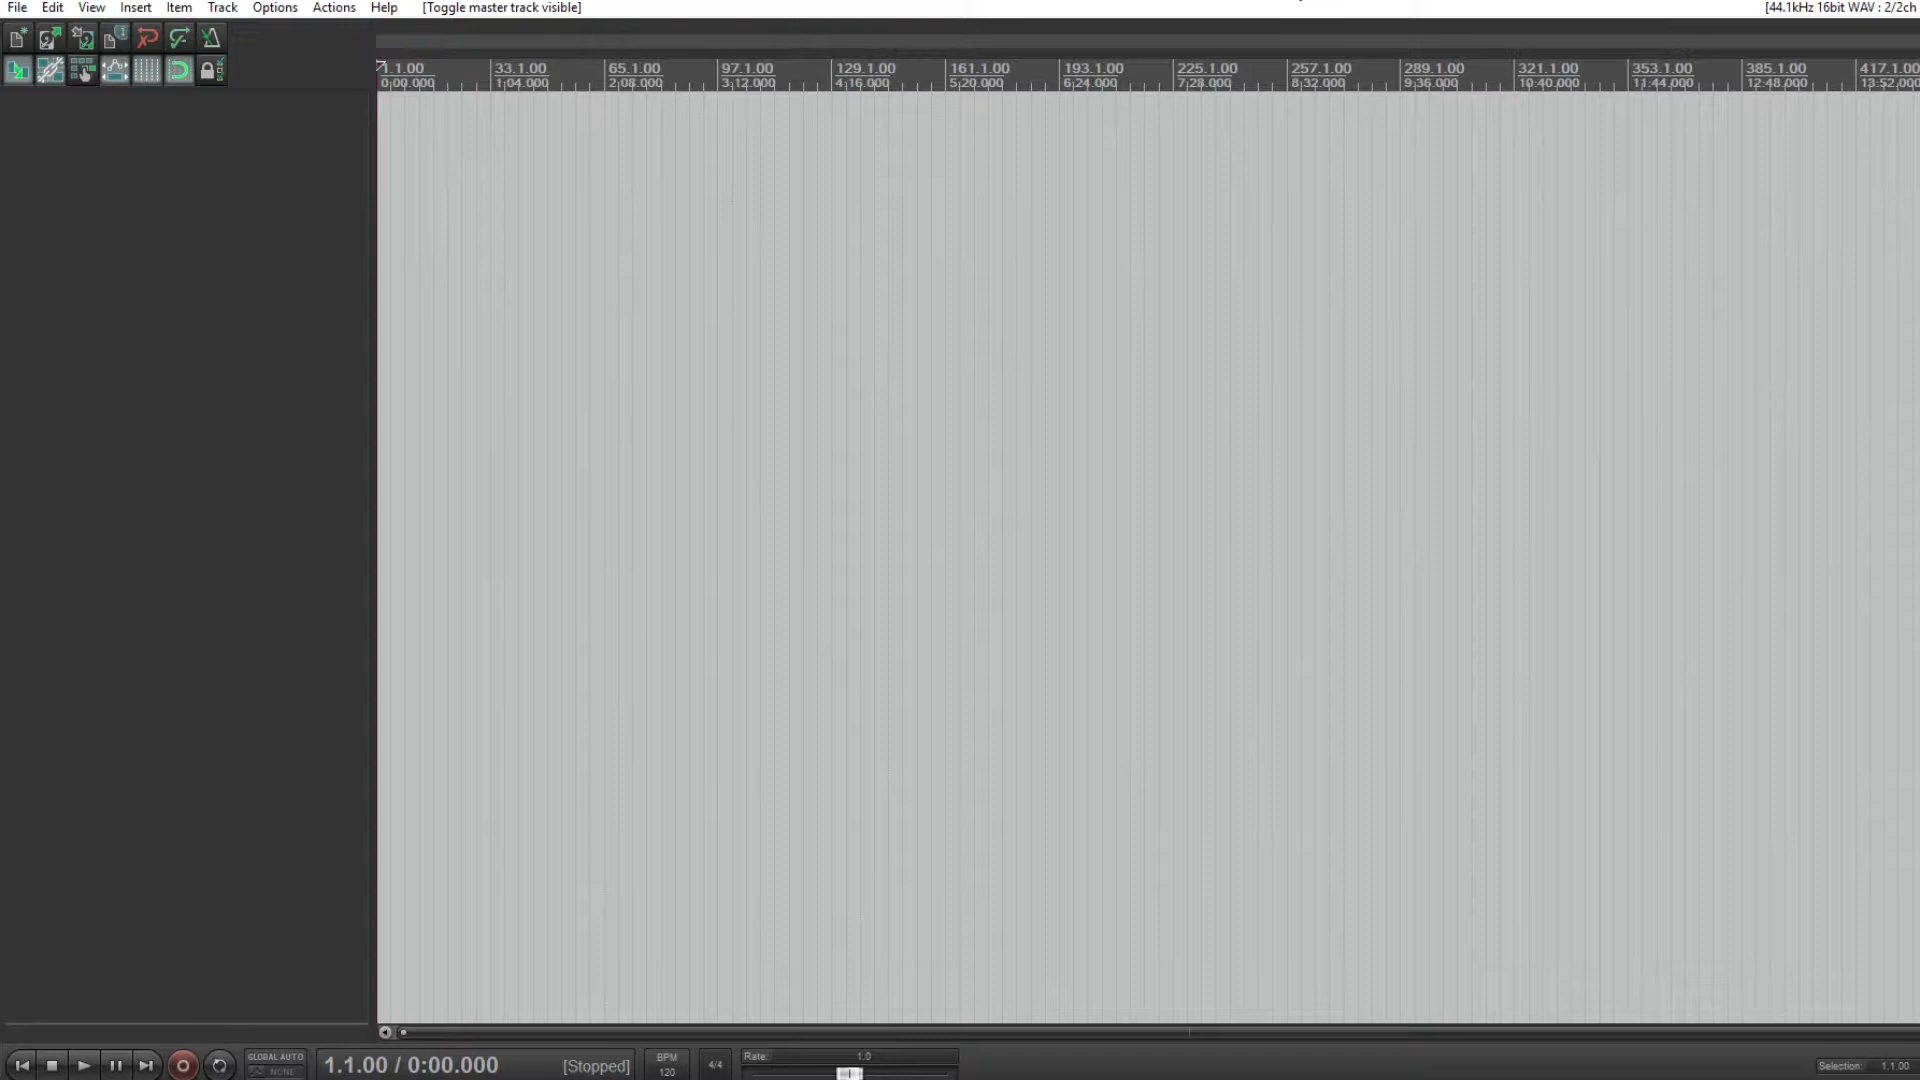 File Edit View Insert Item Track Options Actions Help [Toggle master track visible] [44.1kHz 16bit WAV : 2/2ch
1.1.00 33.1.00 65.1.00 97.1.00 129.1.00 161.1.00 193.1.00 225.1.00 257.1.00 289.1.00 321.1.00 353.1.00 385.1.00 417.1.00
0:00.000 1:04.000 2:08.000 3:12.000 4:16.000 5:20.000 6:24.000 7:28.000 8:32.000 9:36.000 10:40.000 11:44.000 12:48.000 13:52.000
GLOBAL AUTO
NONE
1.1.00 / 0:00.000 [Stopped]
BPM
120
4/4
Rate: 1.0
Selection: 1.1.00